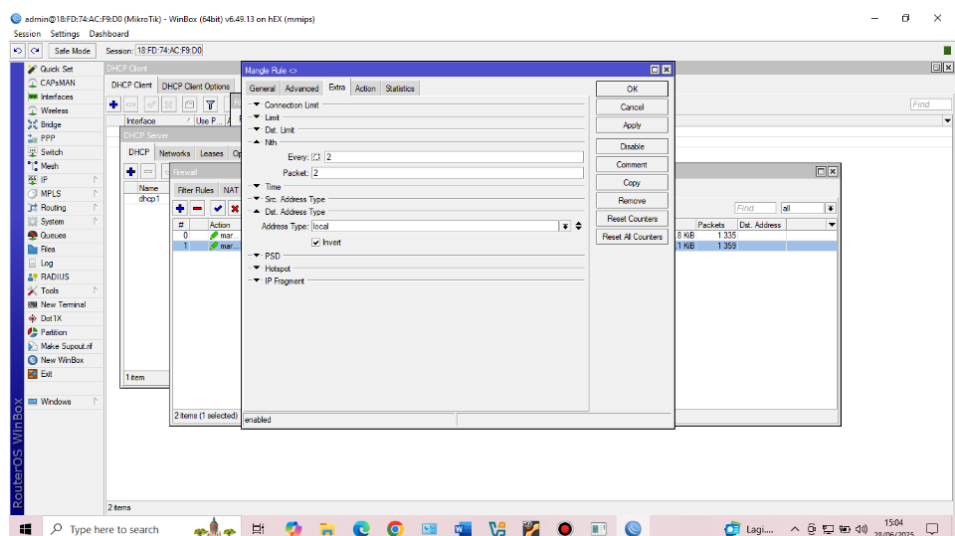 admin@18:FD:74:AC:F9:D0 (MikroTik) - WinBox (64bit) v6.49.13 on hEX (mmips)
Session Settings Dashboard
Safe Mode Session: 18:FD:74:AC:F9:D0
Quick Set
CAPsMAN
Interfaces
Wireless
Bridge
PPP
Switch
Mesh
IP
MPLS
Routing
System
Queues
Files
Log
RADIUS
Tools
New Terminal
Dot1X
Partition
Make Supout.rif
New WinBox
Exit
Windows
RouterOS WinBox
DHCP Client
DHCP Client DHCP Client Options
Find
Interface Use P...
DHCP Server
DHCP Networks Leases
Name
dhcp1
1 item
Firewall
Filter Rules NAT
Find all
# Action Packets Dst. Address
0 mar... .8 KiB 1 335
1 mar... .1 KiB 1 359
2 items (1 selected)
Mangle Rule <>
General Advanced Extra Action Statistics
Connection Limit
Limit
Dst. Limit
Nth
Every: 2
Packet: 2
Time
Src. Address Type
Dst. Address Type
Address Type: local
Invert
PSD
Hotspot
IP Fragment
enabled
OK
Cancel
Apply
Disable
Comment
Copy
Remove
Reset Counters
Reset All Counters
2 items
Type here to search
Lagi....
15:04
28/06/2025